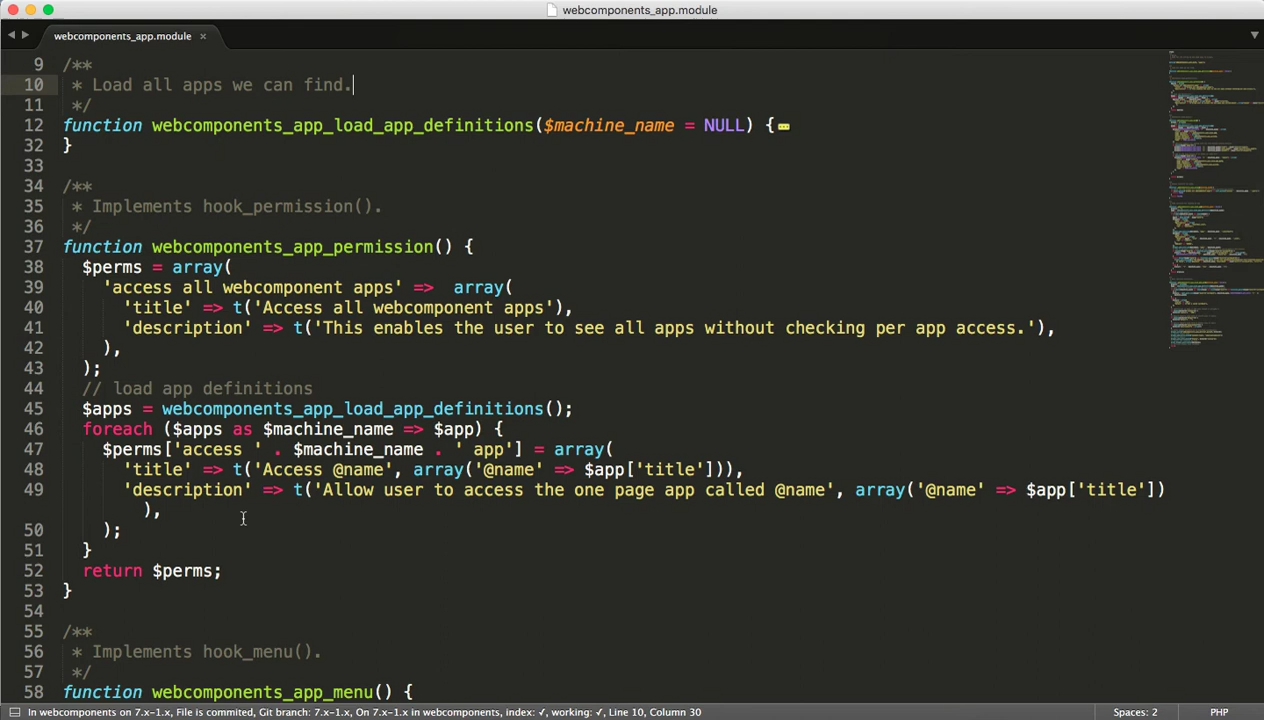 webcomponents_app.module
webcomponents_app.module ×
9 /**
10  * Load all apps we can find.
11  */
12 function webcomponents_app_load_app_definitions($machine_name = NULL) {
32 }
33
34 /**
35  * Implements hook_permission().
36  */
37 function webcomponents_app_permission() {
38   $perms = array(
39     'access all webcomponent apps' =>  array(
40       'title' => t('Access all webcomponent apps'),
41       'description' => t('This enables the user to see all apps without checking per app access.'),
42     ),
43   );
44   // load app definitions
45   $apps = webcomponents_app_load_app_definitions();
46   foreach ($apps as $machine_name => $app) {
47     $perms['access ' . $machine_name . ' app'] = array(
48       'title' => t('Access @name', array('@name' => $app['title'])),
49       'description' => t('Allow user to access the one page app called @name', array('@name' => $app['title'])
         ),
50     );
51   }
52   return $perms;
53 }
54
55 /**
56  * Implements hook_menu().
57  */
58 function webcomponents_app_menu() {
In webcomponents on 7.x-1.x, File is commited, Git branch: 7.x-1.x, On 7.x-1.x in webcomponents, index: ✓, working: ✓, Line 10, Column 30 Spaces: 2 PHP